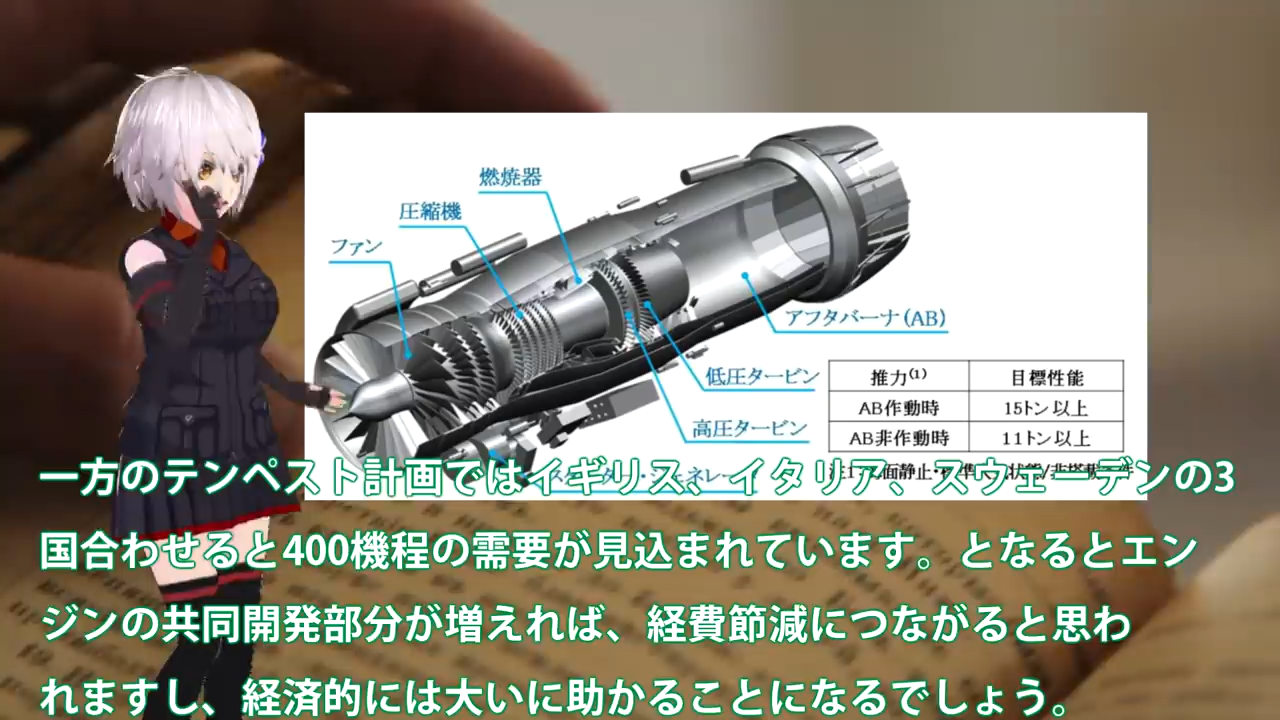 燃焼器
圧縮機
ファン
アフタバーナ(AB)
低圧タービン
高圧タービン
推力(1) 目標性能
AB作動時 15トン以上
AB非作動時 11トン以上
一方のテンペスト計画ではイギリス、イタリア、スウェーデンの3
国合わせると400機程の需要が見込まれています。となるとエン
ジンの共同開発部分が増えれば、経費節減につながると思わ
れますし、経済的には大いに助かることになるでしょう。